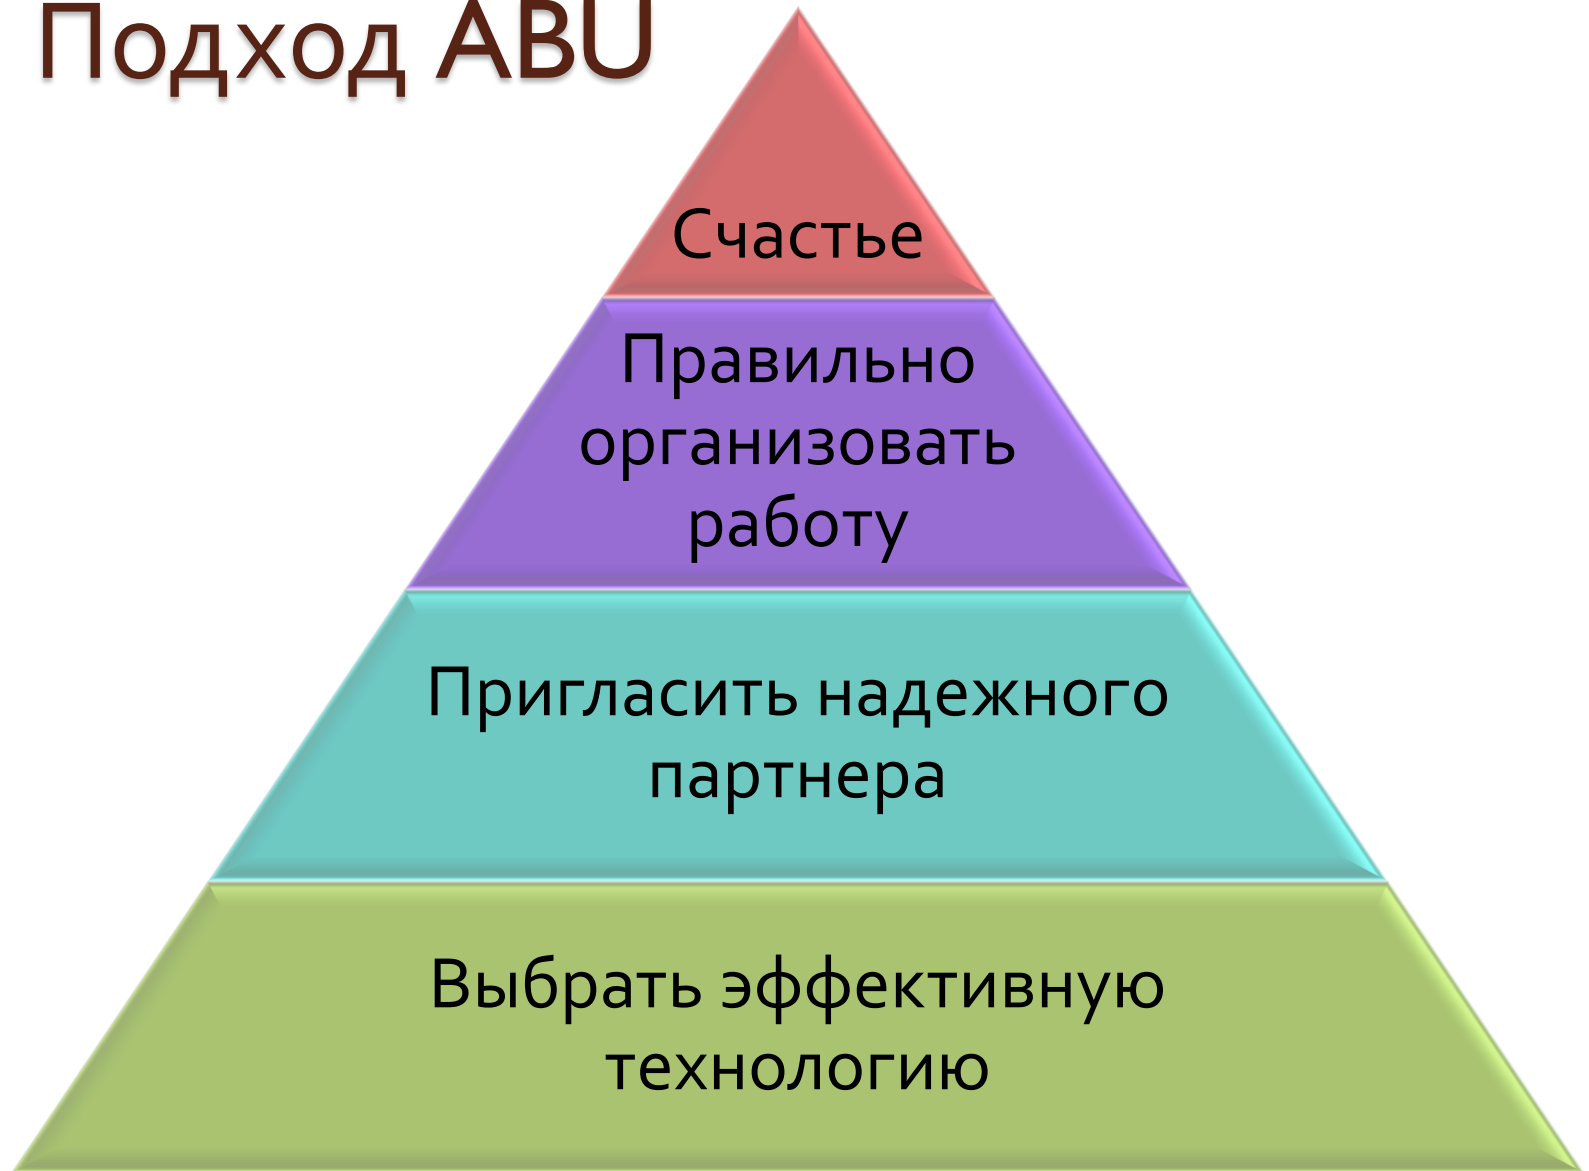 Подход ABU
Счастье
Правильно
организовать
работу
Пригласить надежного
партнера
Выбрать эффективную
технологию